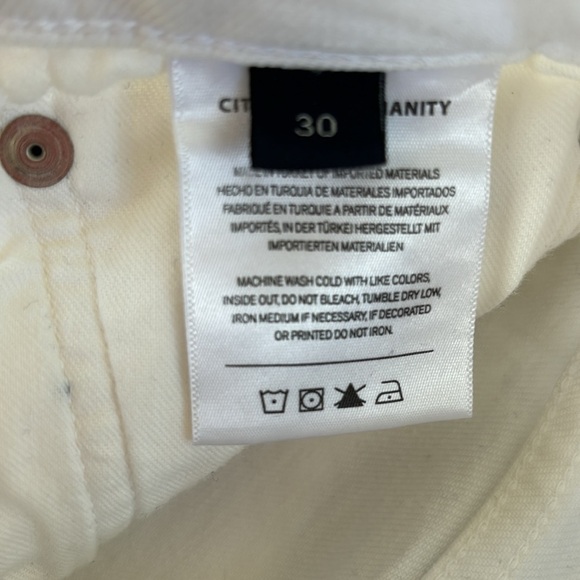 CIT ANITY
30
MADE IN TURKEY OF IMPORTED MATERIALS
HECHO EN TURQUIA DE MATERIALES IMPORTADOS
FABRIQUÉ EN TURQUIE A PARTIR DE MATÉRIAUX
IMPORTÉS, IN DER TÜRKEI HERGESTELLT MIT
IMPORTIERTEN MATERIALIEN
MACHINE WASH COLD WITH LIKE COLORS,
INSIDE OUT, DO NOT BLEACH, TUMBLE DRY LOW,
IRON MEDIUM IF NECESSARY, IF DECORATED
OR PRINTED DO NOT IRON.